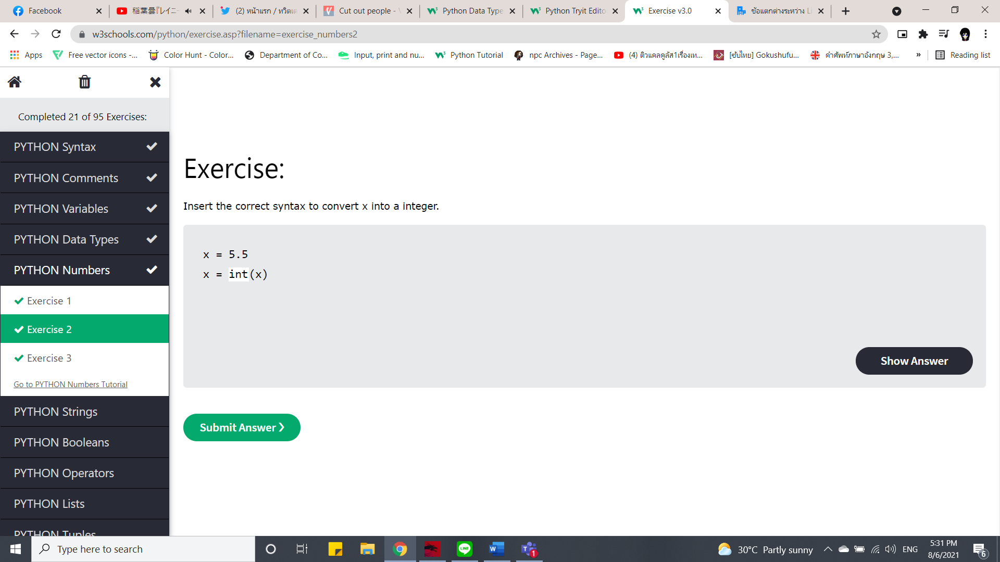 Facebook
稲葉曇『レイニー
(2) หน้าแรก / ทวิตเต
Cut out people - V
Python Data Type
Python Tryit Edito
Exercise v3.0
ข้อแตกต่างระหว่าง Li
w3schools.com/python/exercise.asp?filename=exercise_numbers2
Apps
Free vector icons -...
Color Hunt - Color...
Department of Co...
Input, print and nu...
Python Tutorial
npc Archives - Page...
(4) ติวแคลคูลัส1เรื่องเท...
[ซับไทย] Gokushufu...
คำศัพท์ภาษาอังกฤษ 3,...
»
Reading list
Completed 21 of 95 Exercises:
PYTHON Syntax
PYTHON Comments
PYTHON Variables
PYTHON Data Types
PYTHON Numbers
Exercise 1
Exercise 2
Exercise 3
Go to PYTHON Numbers Tutorial
PYTHON Strings
PYTHON Booleans
PYTHON Operators
PYTHON Lists
PYTHON Tuples
Exercise:
Insert the correct syntax to convert x into a integer.
x = 5.5
x = int(x)
Show Answer
Submit Answer ❯
Type here to search
LINE
W
T
1
30°C Partly sunny
ENG
5:31 PM
8/6/2021
6